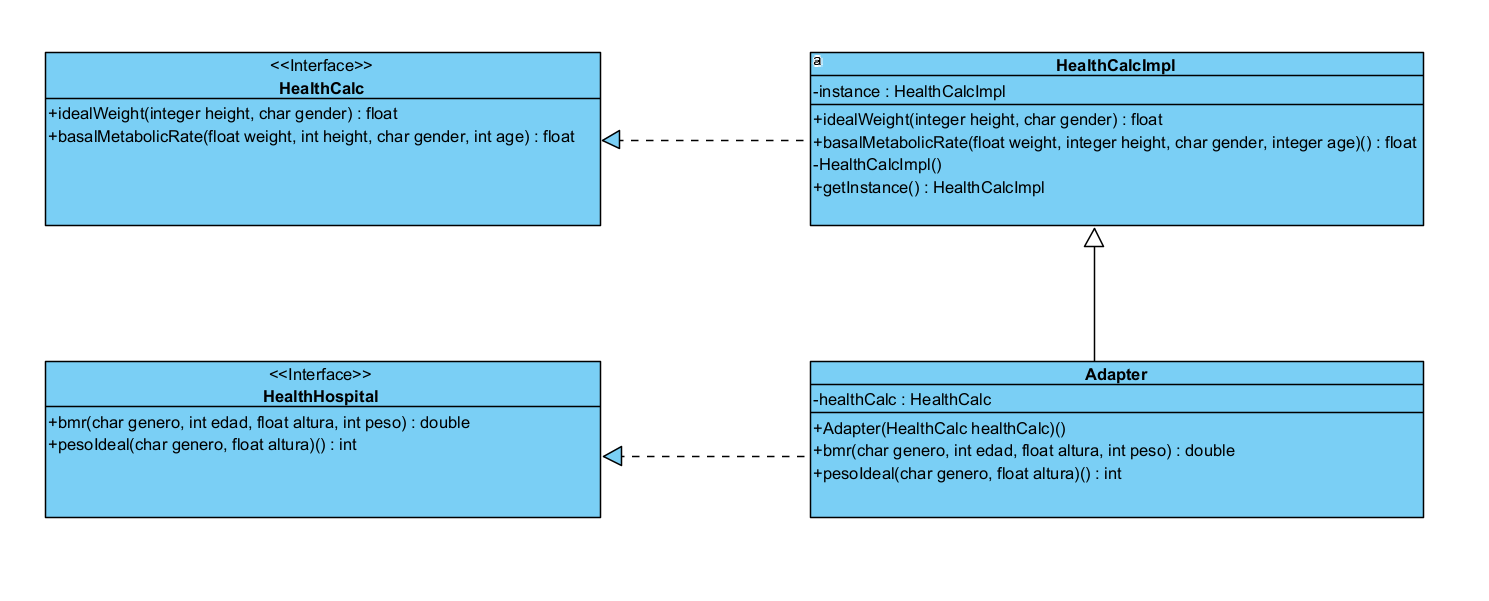 <<Interface>>
HealthCalc
+idealWeight(integer height, char gender) : float
+basalMetabolicRate(float weight, int height, char gender, int age) : float
a
HealthCalcImpl
-instance : HealthCalcImpl
+idealWeight(integer height, char gender) : float
+basalMetabolicRate(float weight, integer height, char gender, integer age)() : float
-HealthCalcImpl()
+getInstance() : HealthCalcImpl
<<Interface>>
HealthHospital
+bmr(char genero, int edad, float altura, int peso) : double
+pesoIdeal(char genero, float altura)() : int
Adapter
-healthCalc : HealthCalc
+Adapter(HealthCalc healthCalc)()
+bmr(char genero, int edad, float altura, int peso) : double
+pesoIdeal(char genero, float altura)() : int